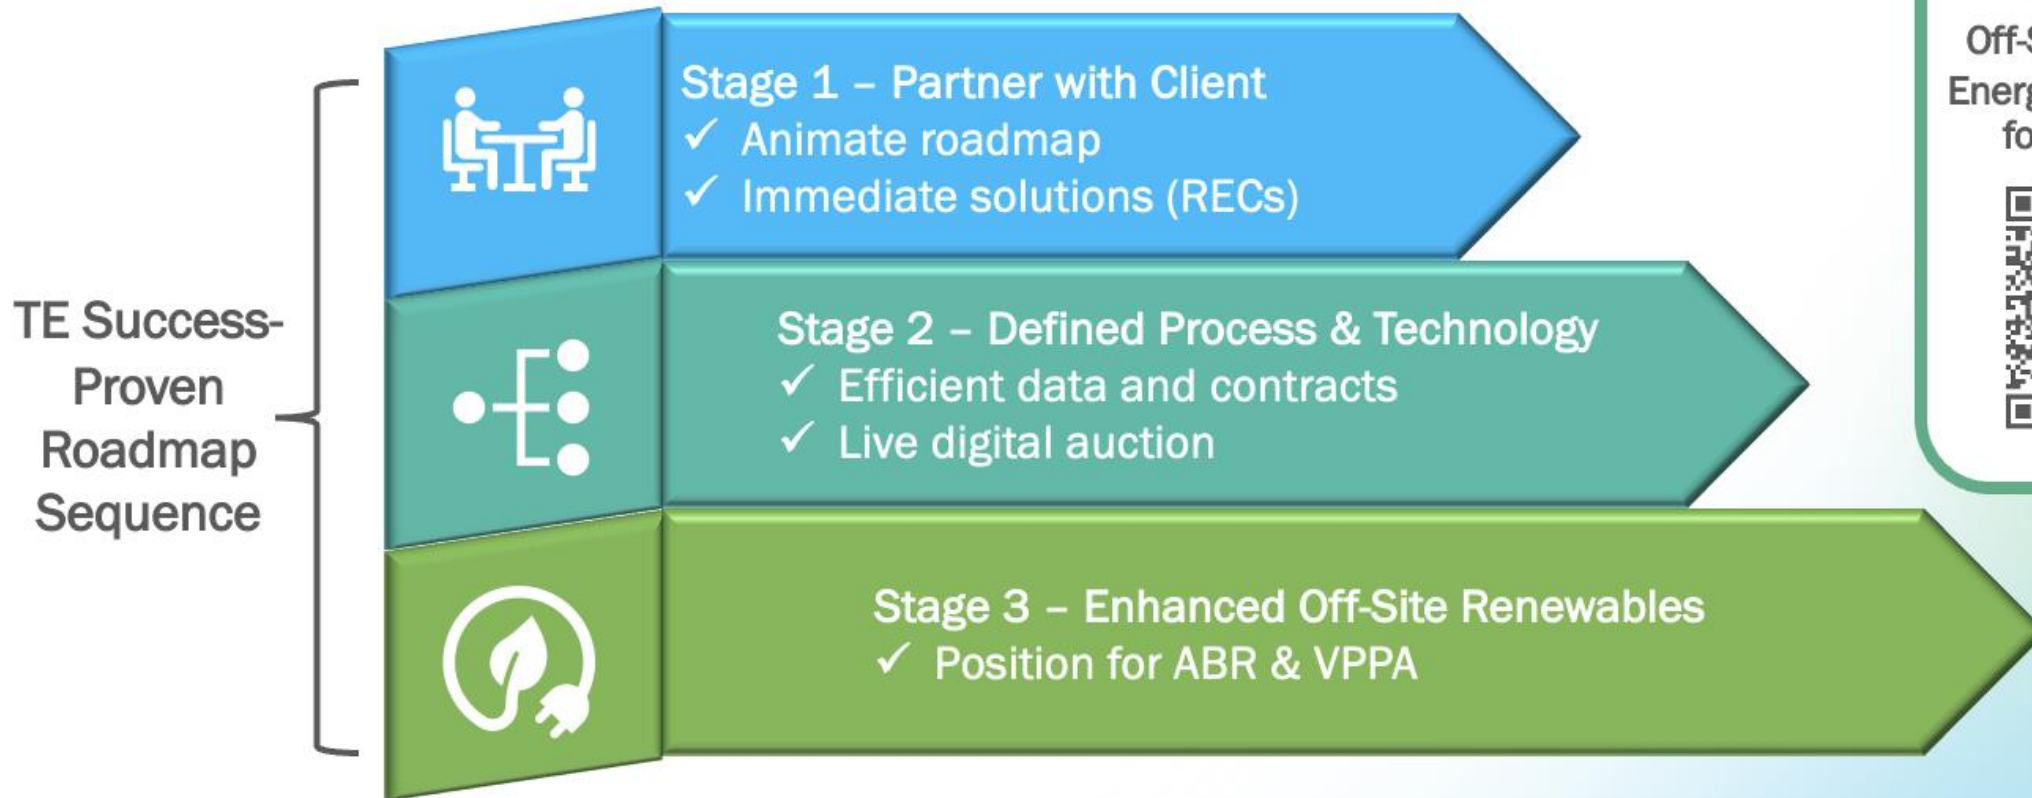 TE Success-
Proven
Roadmap
Sequence
Stage 1 – Partner with Client
✓ Animate roadmap
✓ Immediate solutions (RECs)
Stage 2 – Defined Process & Technology
✓ Efficient data and contracts
✓ Live digital auction
Stage 3 – Enhanced Off-Site Renewables
✓ Position for ABR & VPPA